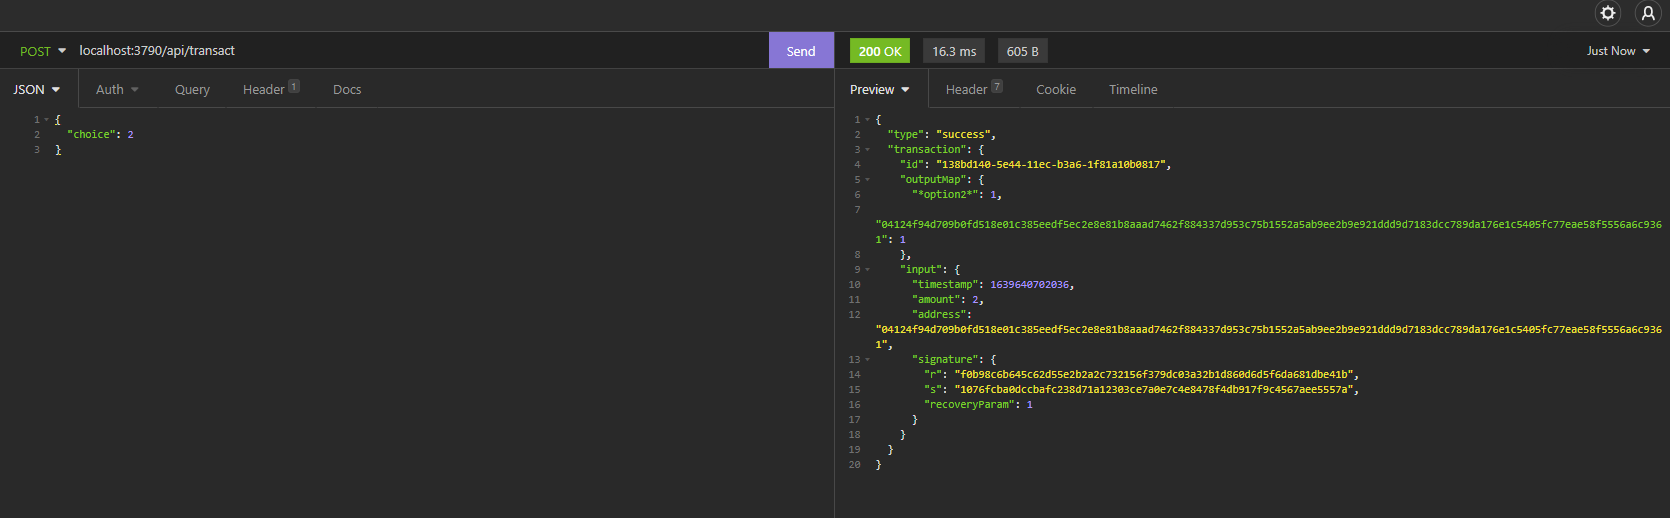 POST localhost:3790/api/transact Send 200 OK 16.3 ms 605 B Just Now
JSON Auth Query Header 1 Docs Preview Header 7 Cookie Timeline
1 {
2 "choice": 2
3 }
1 {
2 "type": "success",
3 "transaction": {
4 "id": "138bd140-5e44-11ec-b3a6-1f81a10b0817",
5 "outputMap": {
6 "*option2*": 1,
7
"04124f94d709b0fd518e01c385eedf5ec2e8e81b8aaad7462f884337d953c75b1552a5ab9ee2b9e921ddd9d7183dcc789da176e1c5405fc77eae58f5556a6c936
1": 1
8 },
9 "input": {
10 "timestamp": 1639640702036,
11 "amount": 2,
12 "address":
"04124f94d709b0fd518e01c385eedf5ec2e8e81b8aaad7462f884337d953c75b1552a5ab9ee2b9e921ddd9d7183dcc789da176e1c5405fc77eae58f5556a6c936
1",
13 "signature": {
14 "r": "f0b98c6b645c62d55e2b2a2c732156f379dc03a32b1d860d6d5f6da681dbe41b",
15 "s": "1076fcba0dccbafc238d71a12303ce7a0e7c4e8478f4db917f9c4567aee5557a",
16 "recoveryParam": 1
17 }
18 }
19 }
20 }